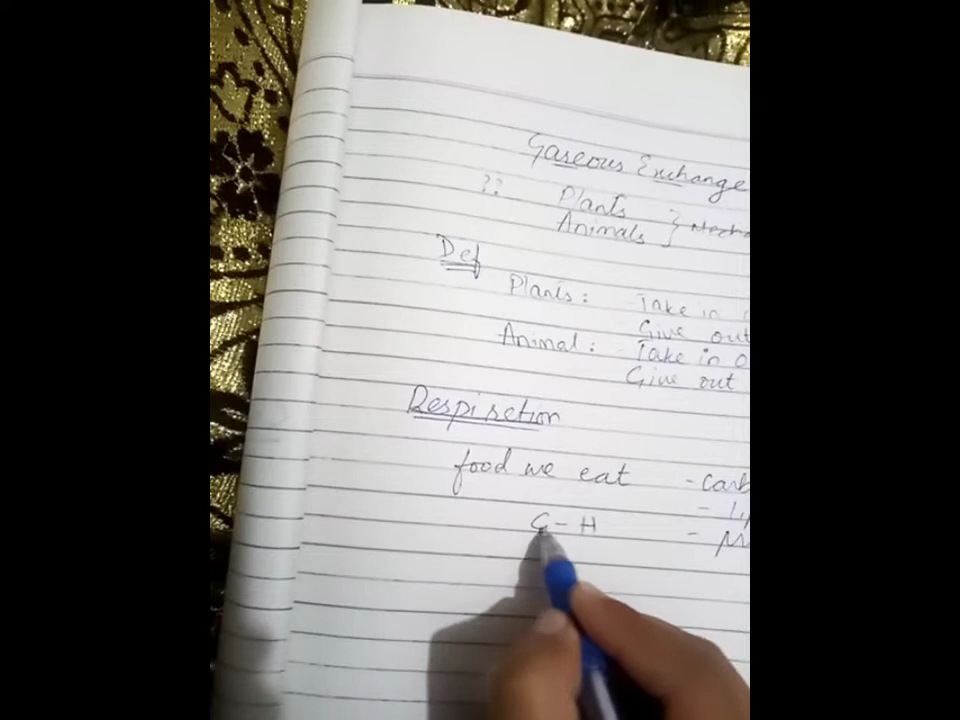 Gaseous Exchange
?? Plants
Animals
Def
Plants: Take in
Give out
Animal: - Take in
Give out
Respiration
food we eat - Carb
C-H